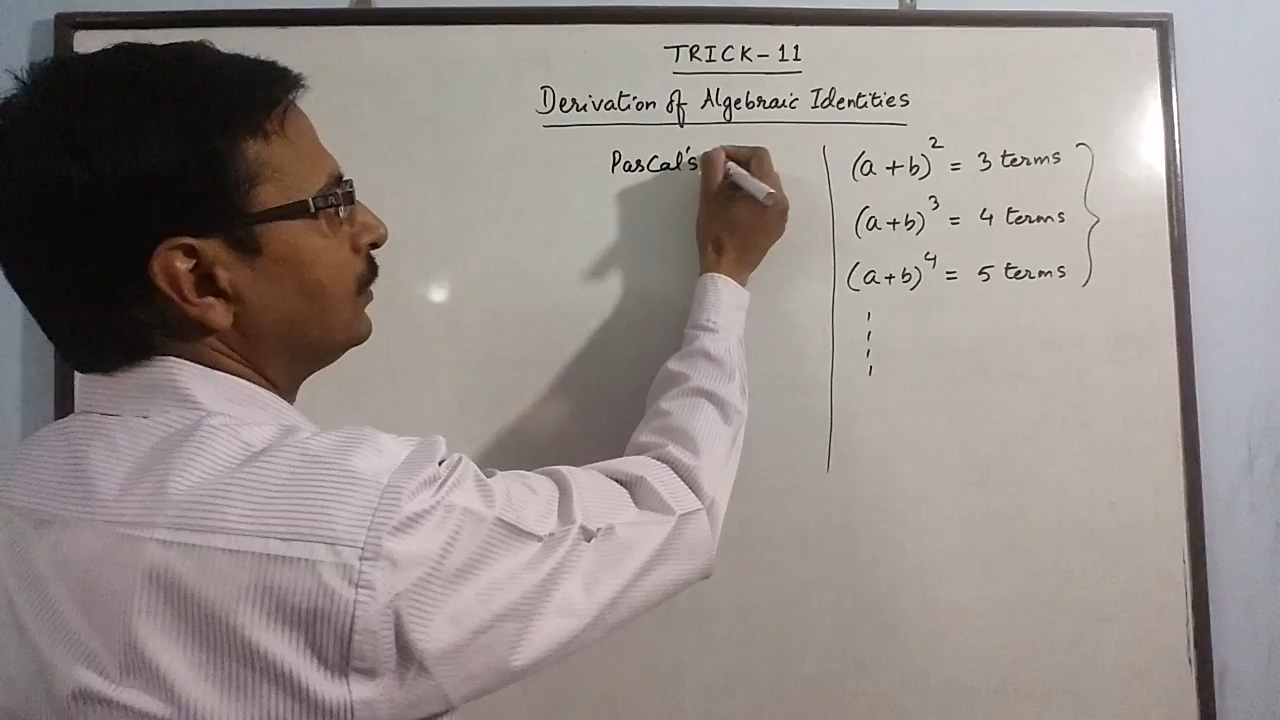 TRICK-11
Derivation of Algebraic Identities
Pascal's
(a+b)² = 3 terms
(a+b)³ = 4 terms
(a+b)⁴ = 5 terms